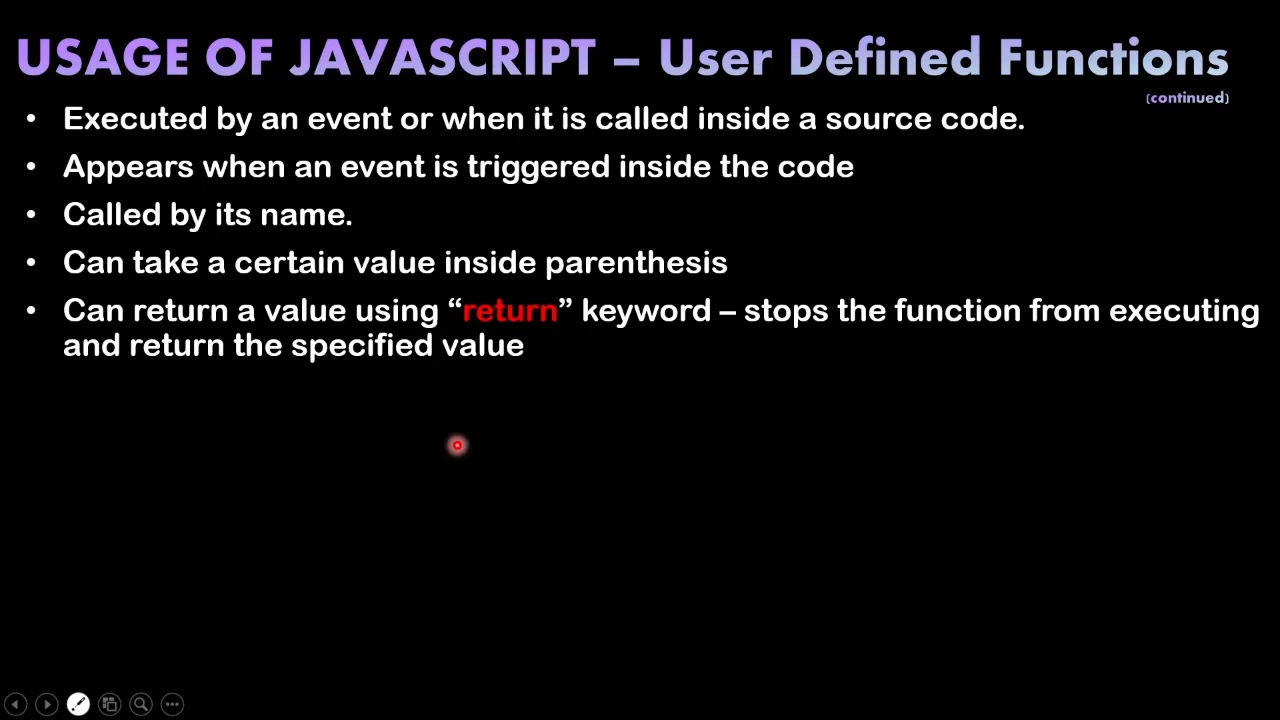 USAGE OF JAVASCRIPT – User Defined Functions
(continued)
• Executed by an event or when it is called inside a source code.
• Appears when an event is triggered inside the code
• Called by its name.
• Can take a certain value inside parenthesis
• Can return a value using “return” keyword – stops the function from executing
and return the specified value